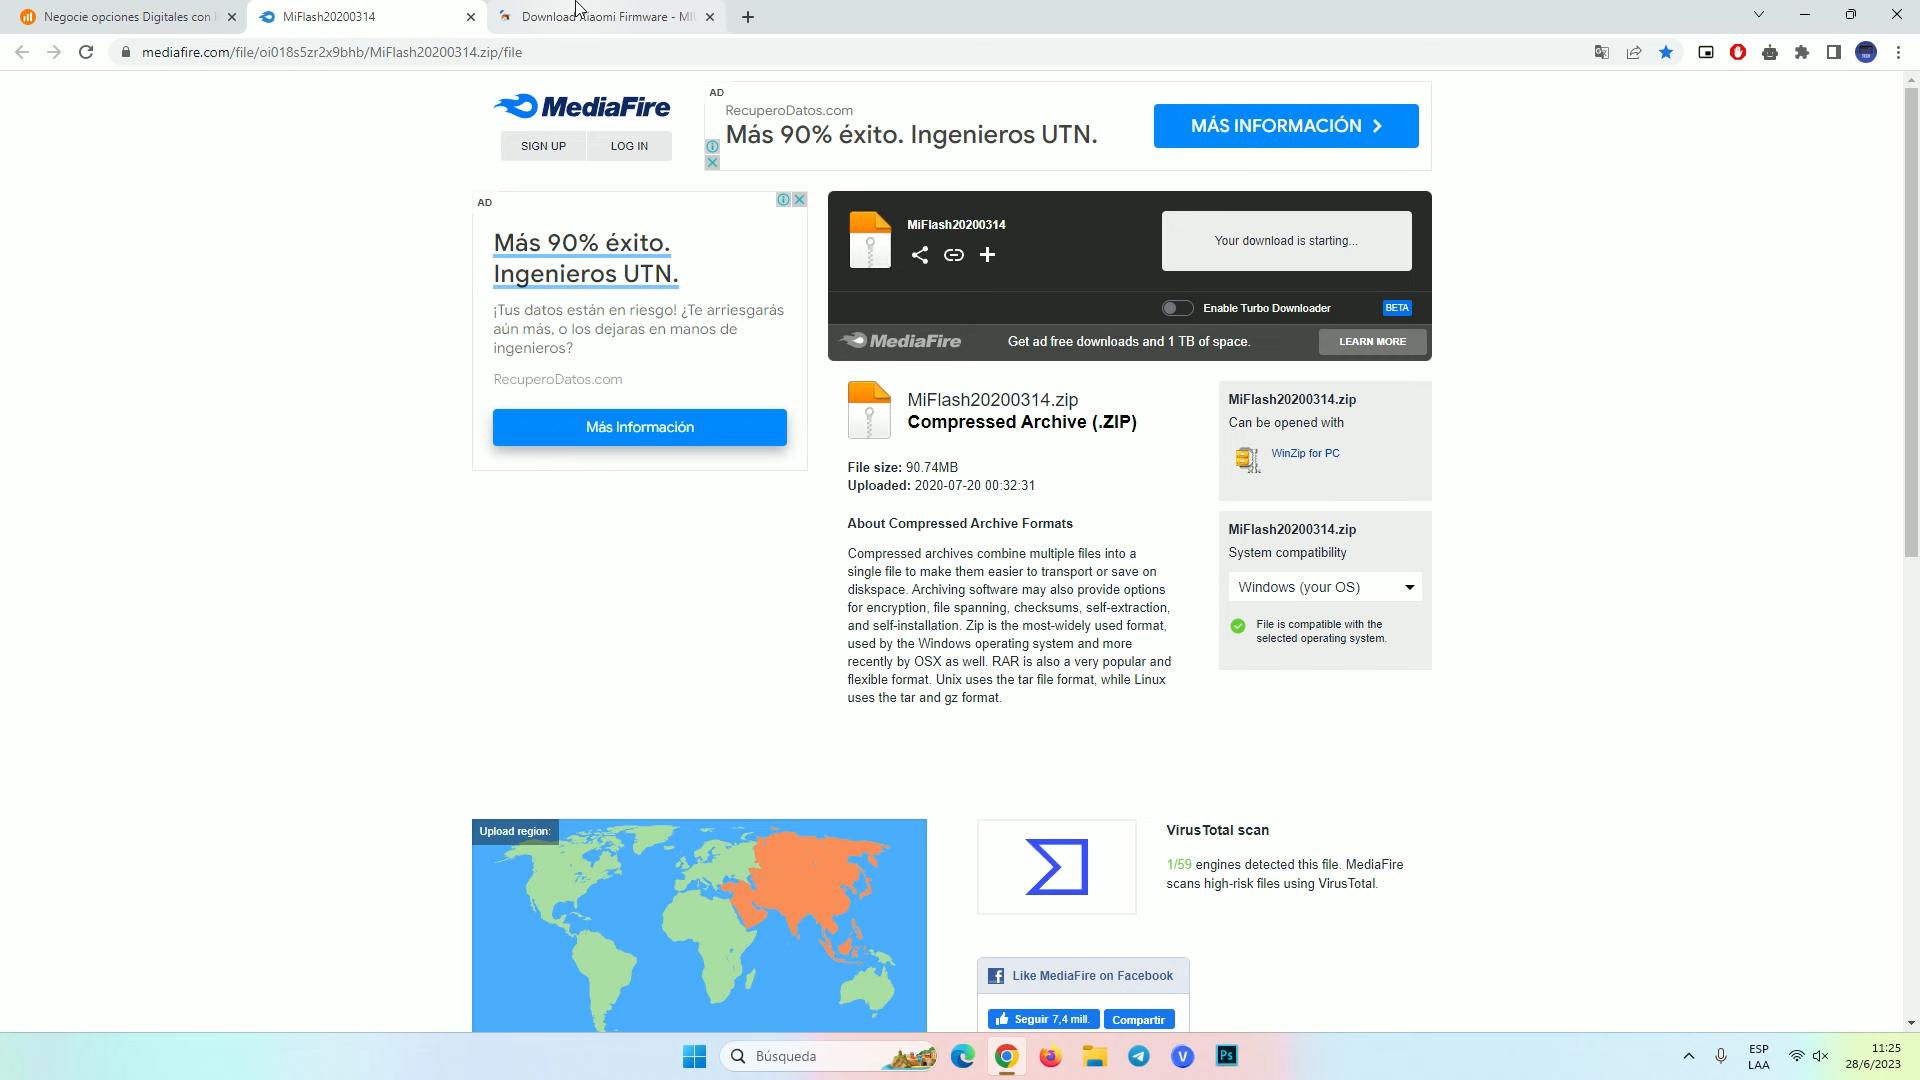 Negocie opciones Digitales con
MiFlash20200314
Download Xiaomi Firmware - MI
mediafire.com/file/oi018s5zr2x9bhb/MiFlash20200314.zip/file
MediaFire
SIGN UP
LOG IN
AD
RecuperoDatos.com
Más 90% éxito. Ingenieros UTN.
MÁS INFORMACIÓN
AD
Más 90% éxito.
Ingenieros UTN.
¡Tus datos están en riesgo! ¿Te arriesgarás
aún más, o los dejaras en manos de
ingenieros?
RecuperoDatos.com
Más Información
MiFlash20200314
Your download is starting...
Enable Turbo Downloader
BETA
MediaFire
Get ad free downloads and 1 TB of space.
LEARN MORE
MiFlash20200314.zip
Compressed Archive (.ZIP)
File size: 90.74MB
Uploaded: 2020-07-20 00:32:31
About Compressed Archive Formats
Compressed archives combine multiple files into a
single file to make them easier to transport or save on
diskspace. Archiving software may also provide options
for encryption, file spanning, checksums, self-extraction,
and self-installation. Zip is the most-widely used format,
used by the Windows operating system and more
recently by OSX as well. RAR is also a very popular and
flexible format. Unix uses the tar file format, while Linux
uses the tar and gz format.
MiFlash20200314.zip
Can be opened with
WinZip for PC
MiFlash20200314.zip
System compatibility
Windows (your OS)
File is compatible with the
selected operating system.
Upload region:
VirusTotal scan
1/59 engines detected this file. MediaFire
scans high-risk files using VirusTotal.
Like MediaFire on Facebook
Seguir 7,4 mill.
Compartir
Búsqueda
V
Ps
ESP
LAA
11:25
28/6/2023